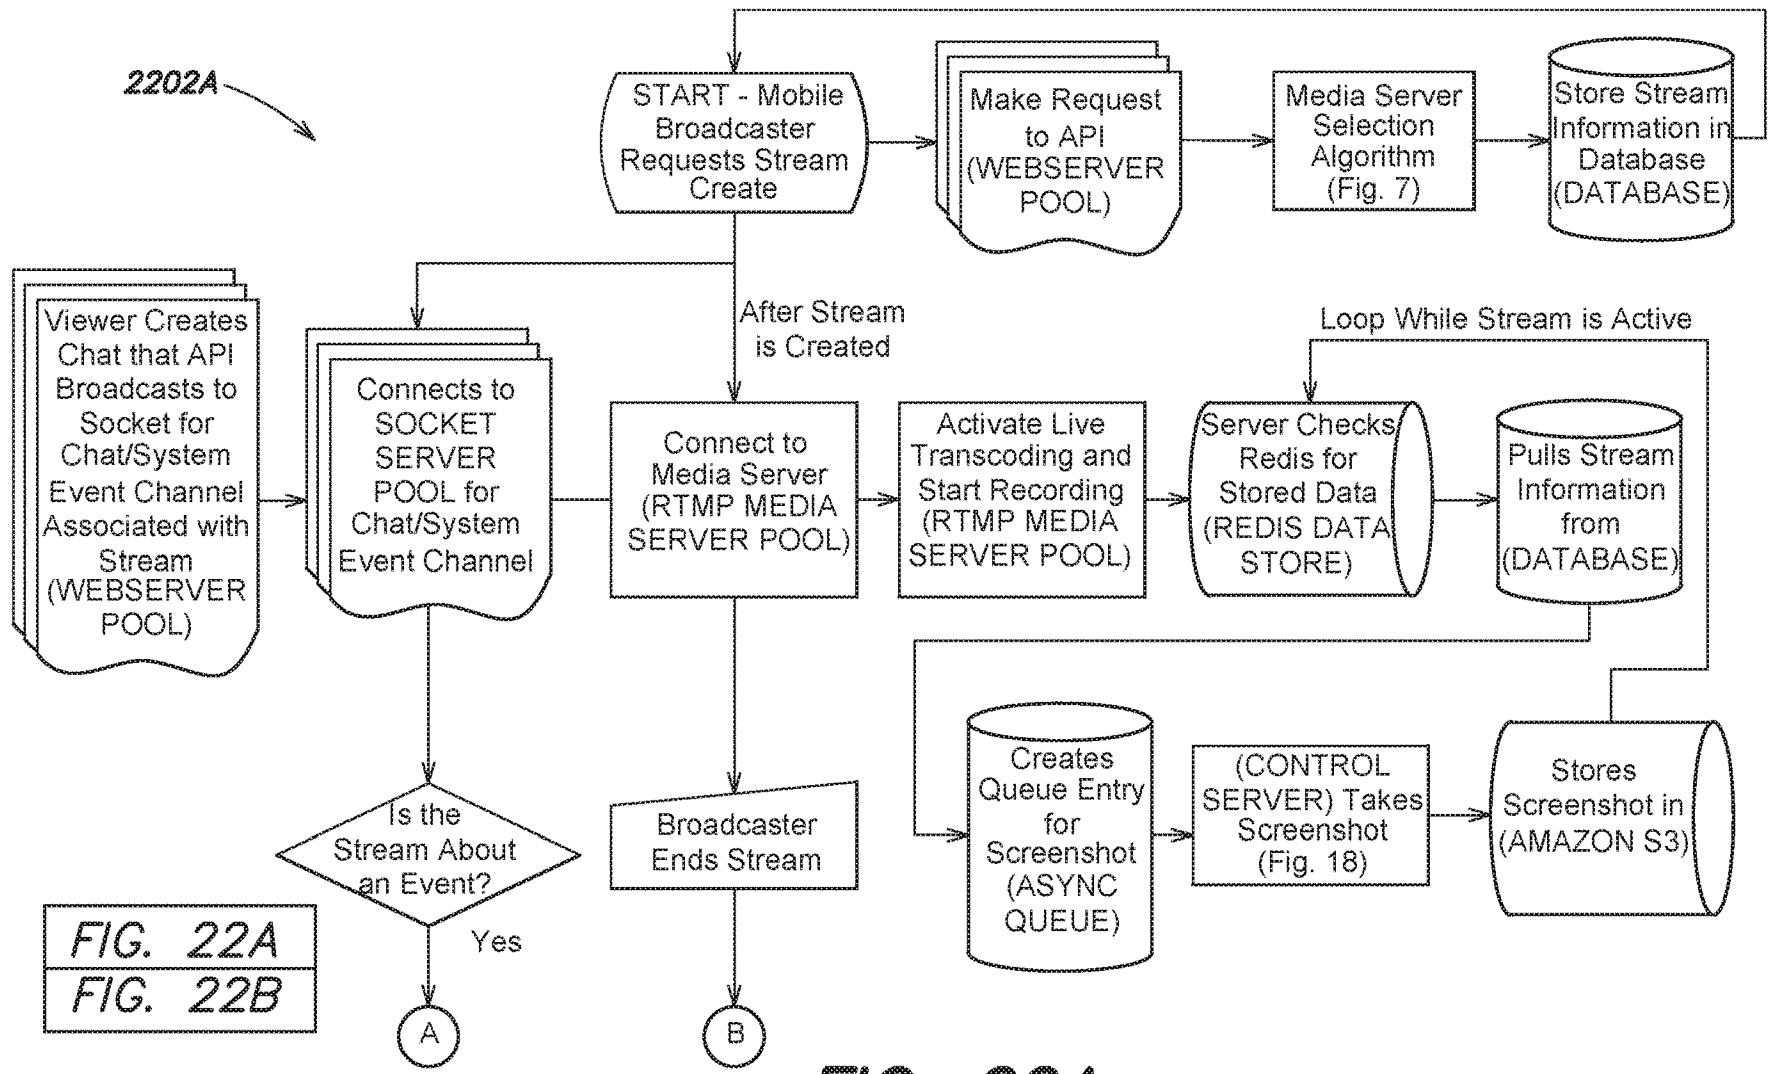 2202A
START - Mobile
Broadcaster
Requests Stream
Create
Make Request
to API
(WEBSERVER
POOL)
Media Server
Selection
Algorithm
(Fig. 7)
Store Stream
Information in
Database
(DATABASE)
After Stream
is Created
Loop While Stream is Active
Viewer Creates
Chat that API
Broadcasts to
Socket for
Chat/System
Event Channel
Associated with
Stream
(WEBSERVER
POOL)
Connects to
SOCKET
SERVER
POOL for
Chat/System
Event Channel
Connect to
Media Server
(RTMP MEDIA
SERVER POOL)
Activate Live
Transcoding and
Start Recording
(RTMP MEDIA
SERVER POOL)
Server Checks
Redis for
Stored Data
(REDIS DATA
STORE)
Pulls Stream
Information
from
(DATABASE)
Creates
Queue Entry
for
Screenshot
(ASYNC
QUEUE)
(CONTROL
SERVER) Takes
Screenshot
(Fig. 18)
Stores
Screenshot in
(AMAZON S3)
Is the
Stream About
an Event?
Yes
Broadcaster
Ends Stream
FIG. 22A
FIG. 22B
A
B